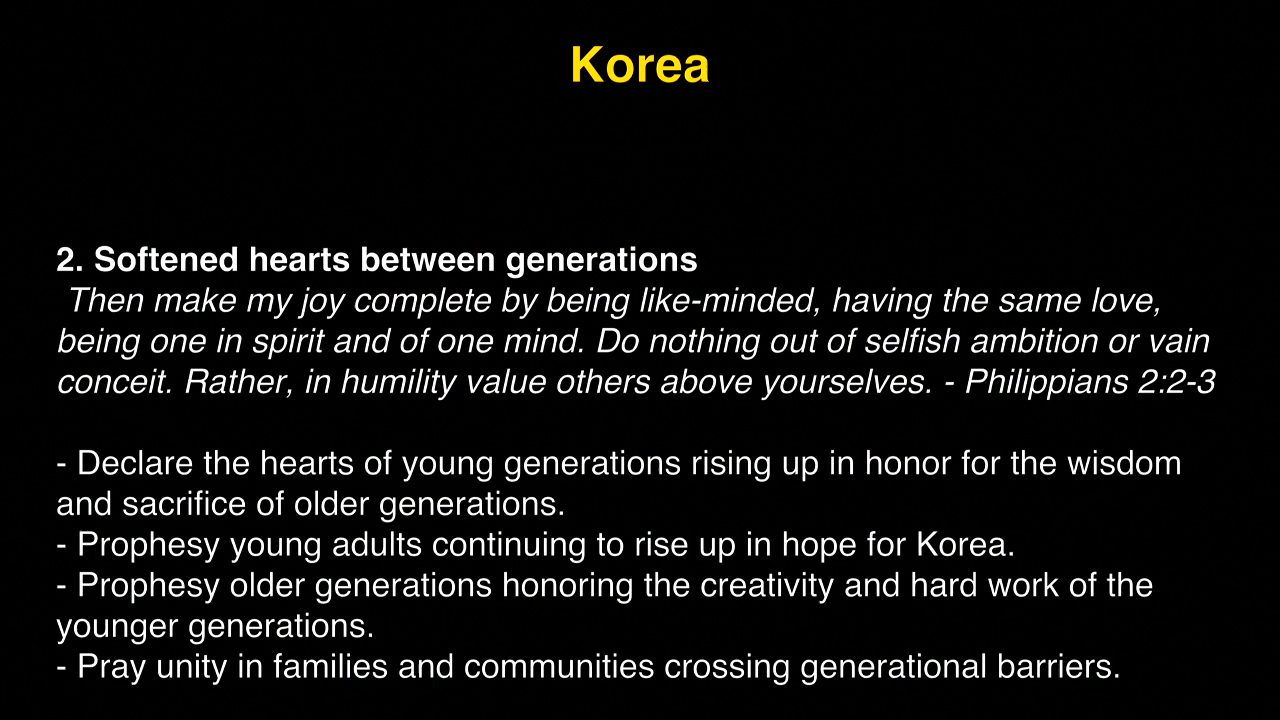 Korea
2. Softened hearts between generations
Then make my joy complete by being like-minded, having the same love,
being one in spirit and of one mind. Do nothing out of selfish ambition or vain
conceit. Rather, in humility value others above yourselves. - Philippians 2:2-3
- Declare the hearts of young generations rising up in honor for the wisdom
and sacrifice of older generations.
- Prophesy young adults continuing to rise up in hope for Korea.
- Prophesy older generations honoring the creativity and hard work of the
younger generations.
- Pray unity in families and communities crossing generational barriers.